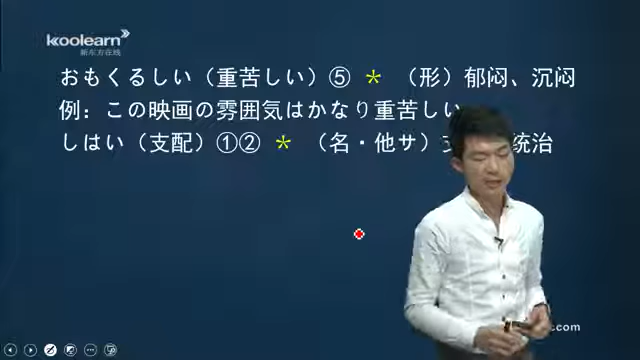 koolearn
新东方在线
おもくるしい（重苦しい）⑤ ＊ （形）郁闷、沉闷
例：この映画の雰囲気はかなり重苦しい
しはい（支配）①② ＊ （名・他サ）统治
.com